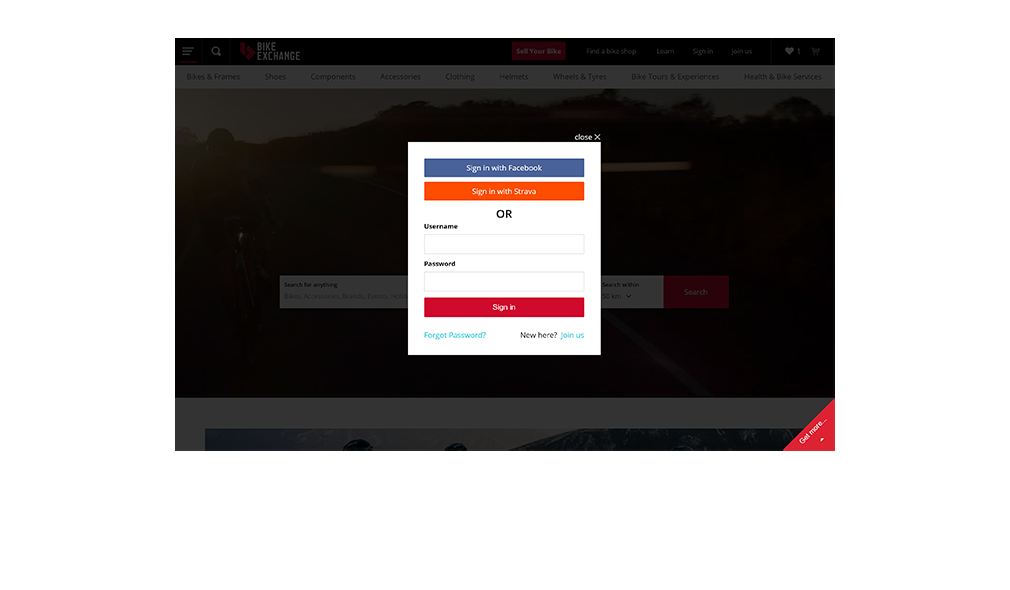 BIKE EXCHANGE
Sell Your Bike Find a bike shop Learn Sign in Join us 1
Bikes & Frames Shoes Components Accessories Clothing Helmets Wheels & Tyres Bike Tours & Experiences Health & Bike Services
close
Sign in with Facebook
Sign in with Strava
OR
Username
Password
Search for anything
Search within
Bikes, Accessories, Brands, Events,
50 km
Search
Sign in
Forgot Password? New here? Join us
Get more...